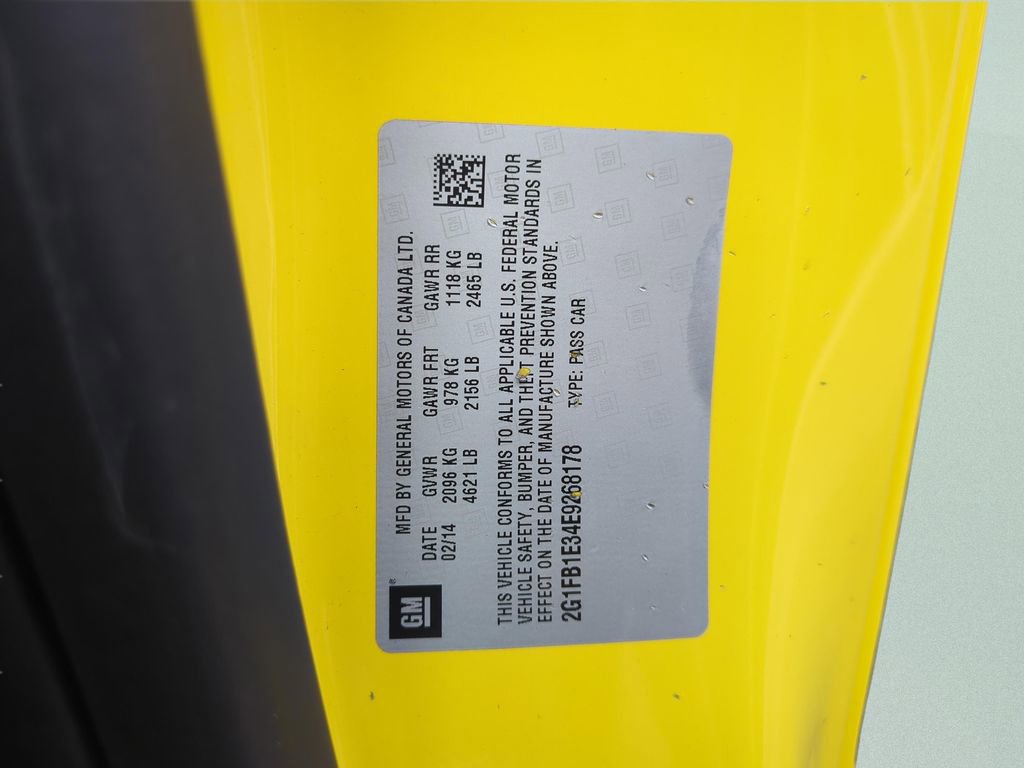 GM®
MFD BY GENERAL MOTORS OF CANADA LTD.
DATE GVWR GAWR FRT GAWR RR
02/14 2096 KG 978 KG 1118 KG
4621 LB 2156 LB 2465 LB
THIS VEHICLE CONFORMS TO ALL APPLICABLE U.S. FEDERAL MOTOR
VEHICLE SAFETY, BUMPER, AND THEFT PREVENTION STANDARDS IN
EFFECT ON THE DATE OF MANUFACTURE SHOWN ABOVE.
2G1FB1E34E9268178 TYPE: PASS CAR